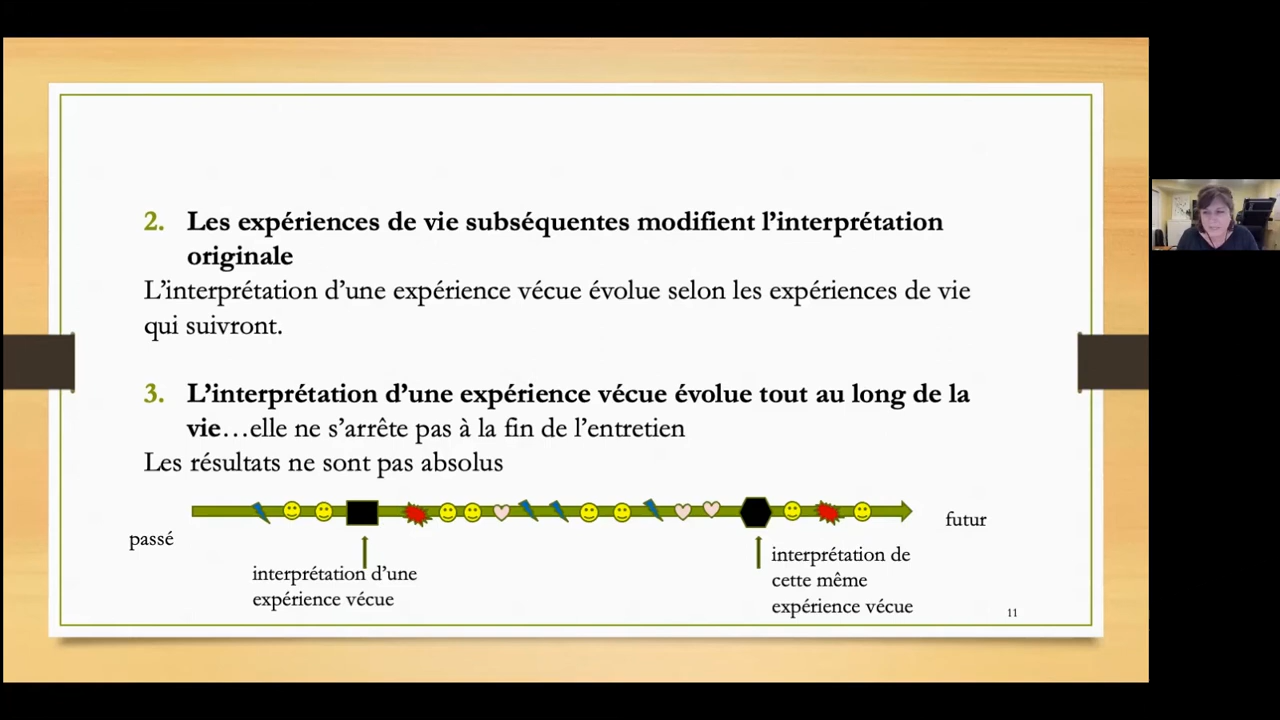 2. Les expériences de vie subséquentes modifient l’interprétation
originale
L’interprétation d’une expérience vécue évolue selon les expériences de vie
qui suivront.
3. L’interprétation d’une expérience vécue évolue tout au long de la
vie…elle ne s’arrête pas à la fin de l’entretien
Les résultats ne sont pas absolus
passé
futur
interprétation d’une
expérience vécue
interprétation de
cette même
expérience vécue
11